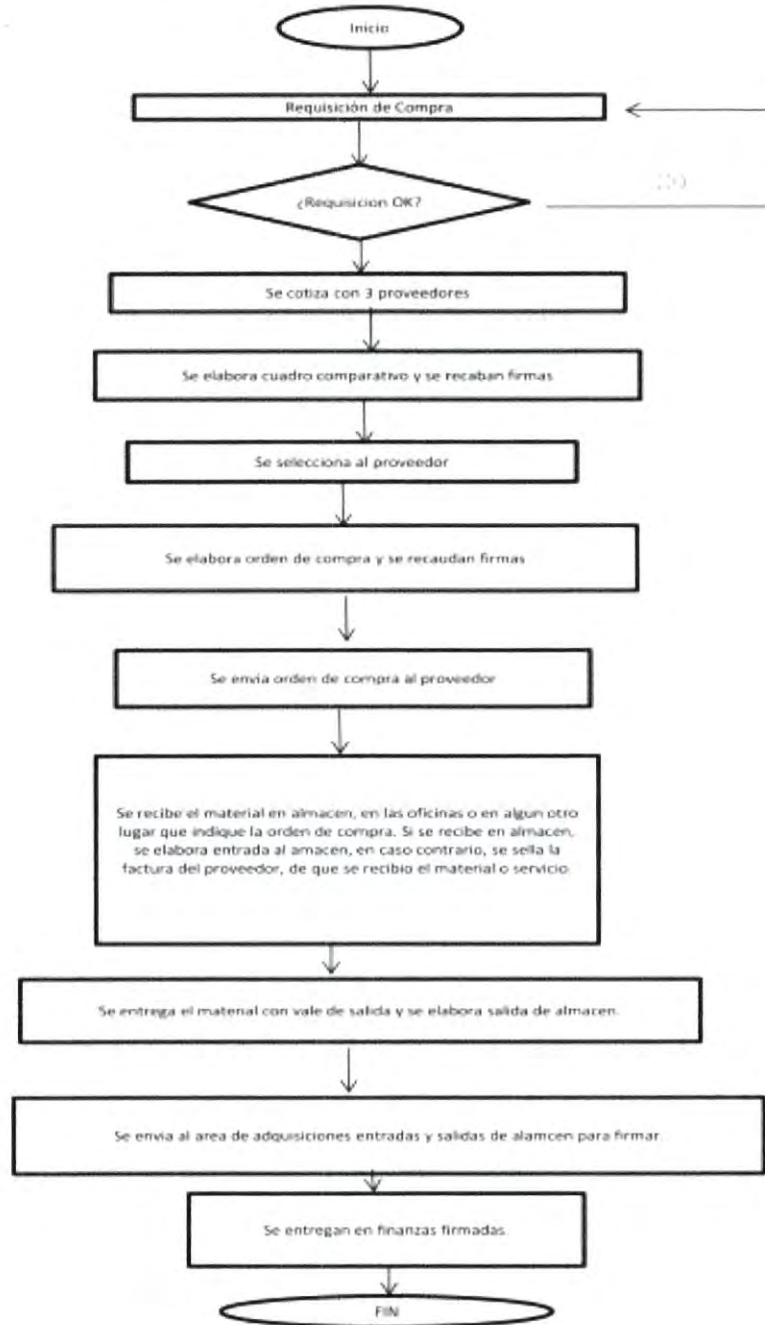 Inicio
Requisición de Compra
¿Requisicion OK?
Se cotiza con 3 proveedores
Se elabora cuadro comparativo y se recaban firmas
Se selecciona al proveedor
Se elabora orden de compra y se recaudan firmas
Se envia orden de compra al proveedor
Se recibe el material en almacen, en las oficinas o en algun otro
lugar que indique la orden de compra. Si se recibe en almacen,
se elabora entrada al amacen, en caso contrario, se sella la
factura del proveedor, de que se recibio el material o servicio
Se entrega el material con vale de salida y se elabora salida de almacen.
Se envia al area de adquisiciones entradas y salidas de alamcen para firmar
Se entregan en finanzas firmadas
FIN